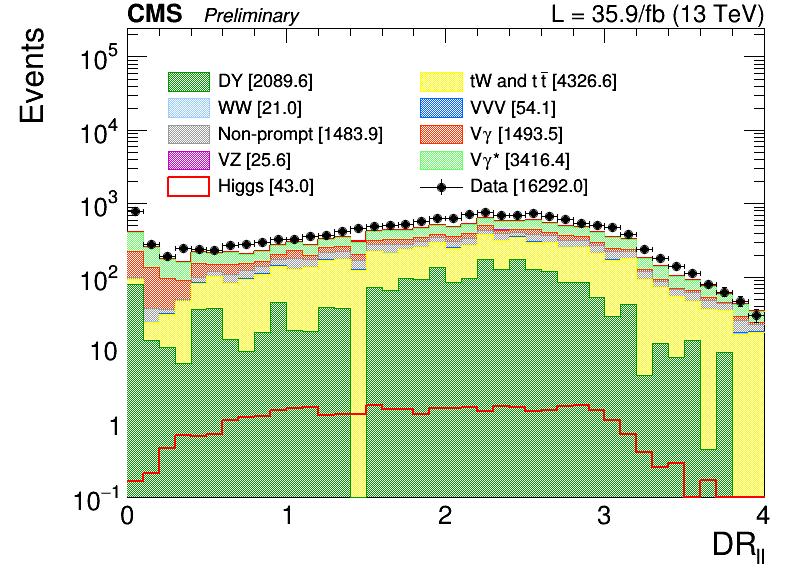 CMS Preliminary L = 35.9/fb (13 TeV)
Events
10⁵
10⁴
10³
10²
10
1
10⁻¹
DY [2089.6]
WW [21.0]
Non-prompt [1483.9]
VZ [25.6]
Higgs [43.0]
tW and tt̄ [4326.6]
VVV [54.1]
Vγ [1493.5]
Vγ* [3416.4]
Data [16292.0]
0 1 2 3 4
DRₗₗ